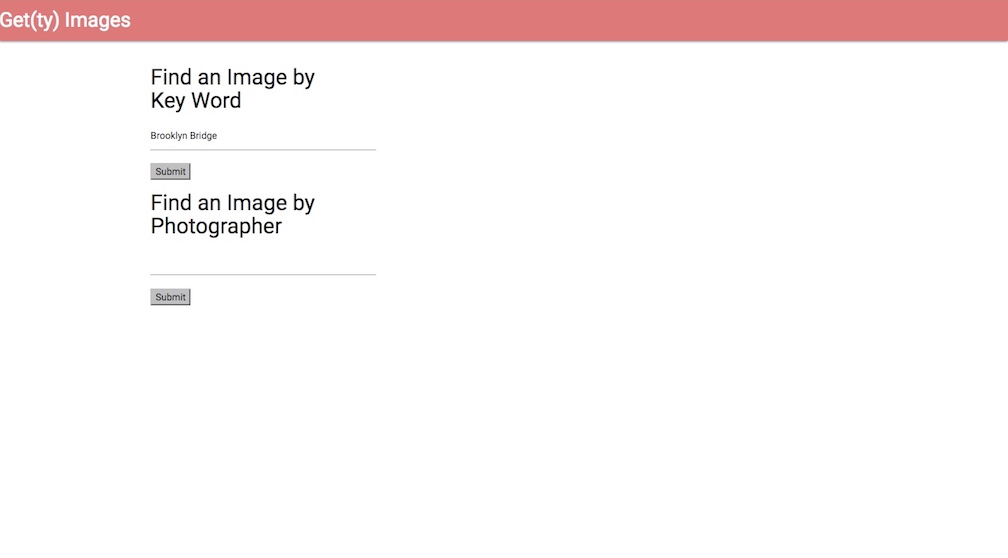 Get(ty) Images
Find an Image by
Key Word
Brooklyn Bridge
Submit
Find an Image by
Photographer
Submit